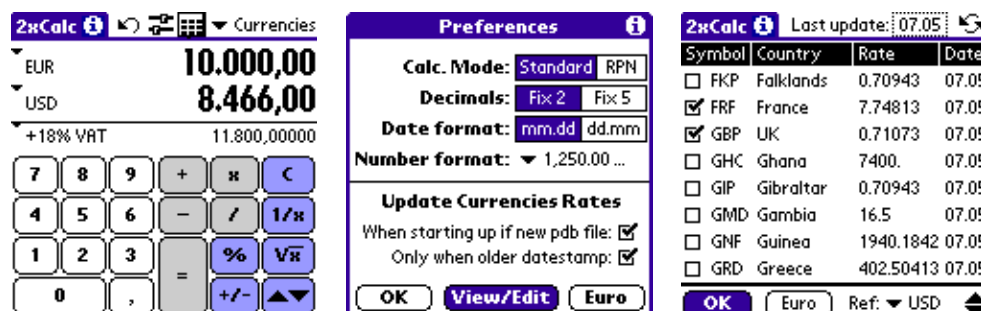 2xCalc i Currencies
EUR 10.000,00
USD 8.466,00
+18% VAT 11.800,00000
7 8 9 + x C
4 5 6 - / 1/x
1 2 3 = % √x
0 , +/-
Preferences i
Calc. Mode: Standard RPN
Decimals: Fix 2 Fix 5
Date format: mm.dd dd.mm
Number format: 1,250.00 ...
Update Currencies Rates
When starting up if new pdb file:
Only when older datestamp:
OK View/Edit Euro
2xCalc i Last update: 07.05
Symbol Country Rate Date
FKP Falklands 0.70943 07.05
FRF France 7.74813 07.05
GBP UK 0.71073 07.05
GHC Ghana 7400. 07.05
GIP Gibraltar 0.70943 07.05
GMD Gambia 16.5 07.05
GNF Guinea 1940.1842 07.05
GRD Greece 402.50413 07.05
OK Euro Ref: USD